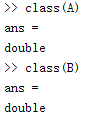 >> class(A)
ans =
double
>> class(B)
ans =
double